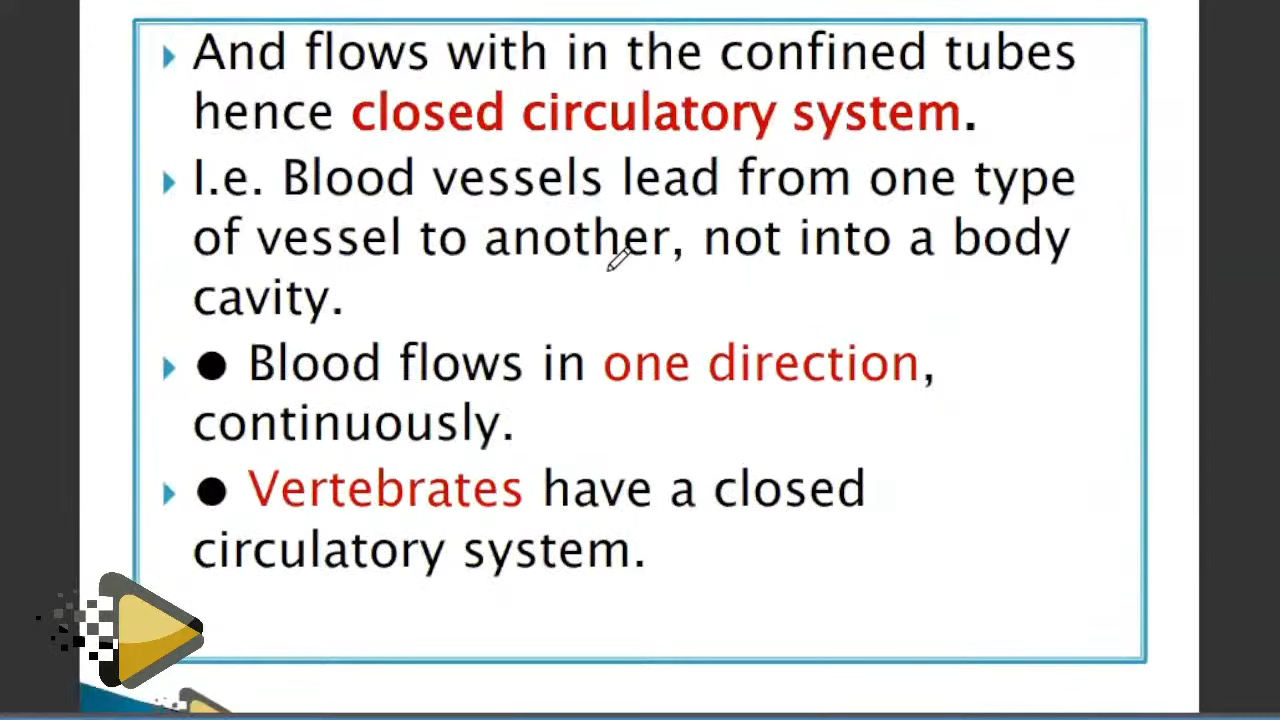 And flows with in the confined tubes
hence closed circulatory system.
I.e. Blood vessels lead from one type
of vessel to another, not into a body
cavity.
● Blood flows in one direction,
continuously.
● Vertebrates have a closed
circulatory system.